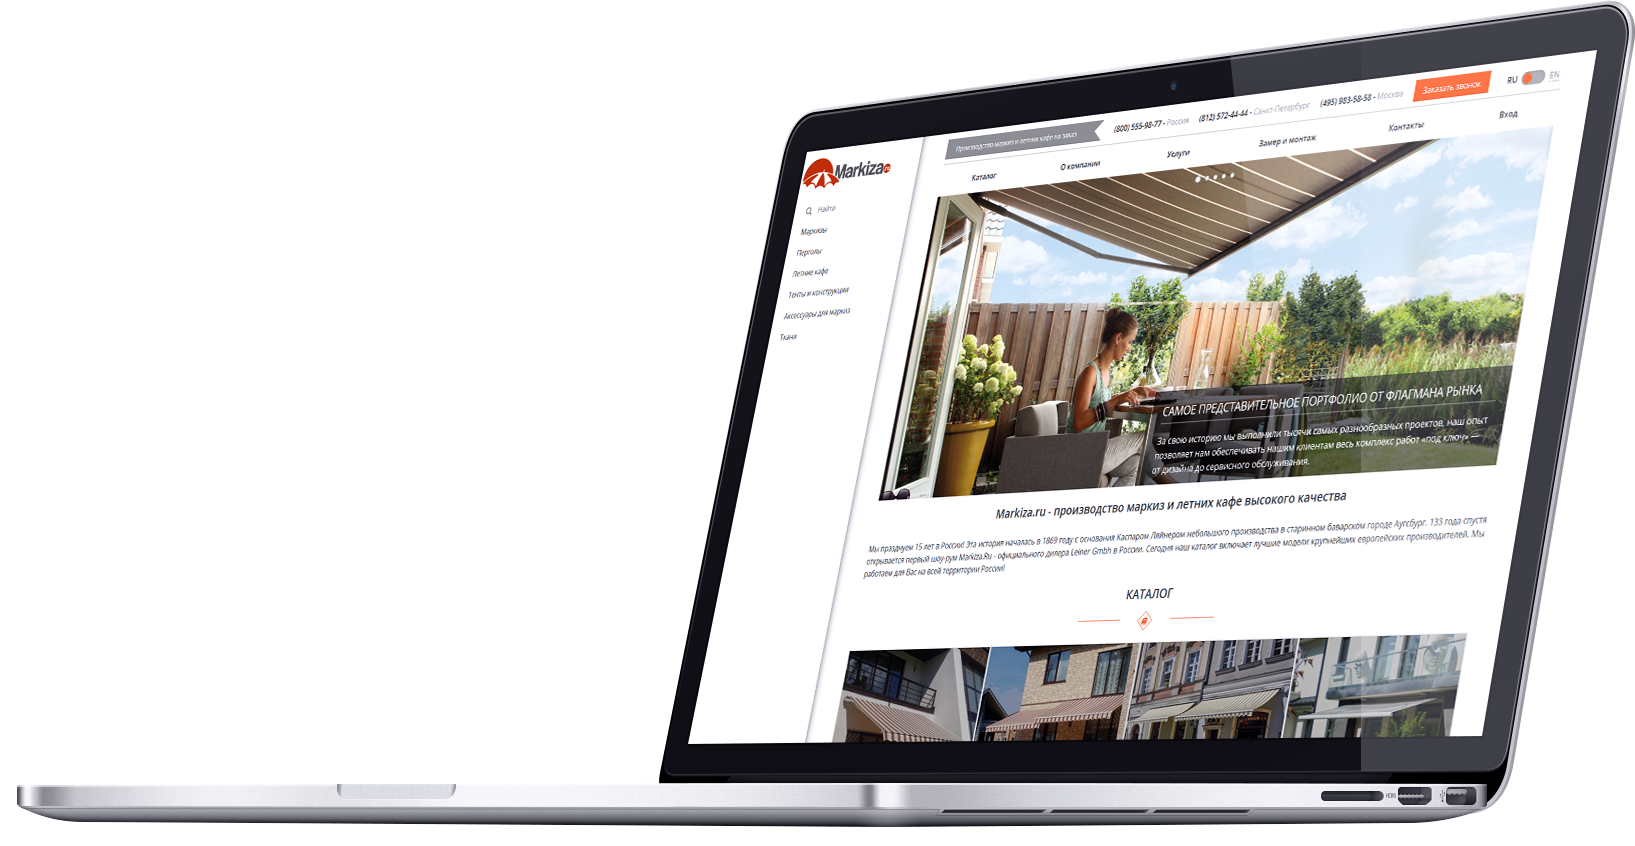 Производство маркиз и летних кафе на заказ
(800) 555-98-77 - Россия
(812) 572-44-44 - Санкт-Петербург
(495) 983-58-58 - Москва
Заказать звонок
RU
EN
Markiza.ru
Каталог
О компании
Услуги
Замер и монтаж
Контакты
Вход
Найти
Маркизы
Перголы
Летние кафе
Тенты и конструкции
Аксессуары для маркиз
Ткани
САМОЕ ПРЕДСТАВИТЕЛЬНОЕ ПОРТФОЛИО ОТ ФЛАГМАНА РЫНКА
За свою историю мы выполнили тысячи самых разнообразных проектов, наш опыт
позволяет нам обеспечивать нашим клиентам весь комплекс работ «под ключ» —
от дизайна до сервисного обслуживания.
Markiza.ru - производство маркиз и летних кафе высокого качества
Мы празднуем 15 лет в России! Эта история началась в 1869 году с основания Каспаром Ляйнером небольшого производства в старинном баварском городе Аугсбург. 133 года спустя
открывается первый шоу-рум Markiza.Ru - официального дилера Leiner Gmbh в России. Сегодня наш каталог включает лучшие модели крупнейших европейских производителей. Мы
работаем для Вас на всей территории России!
КАТАЛОГ